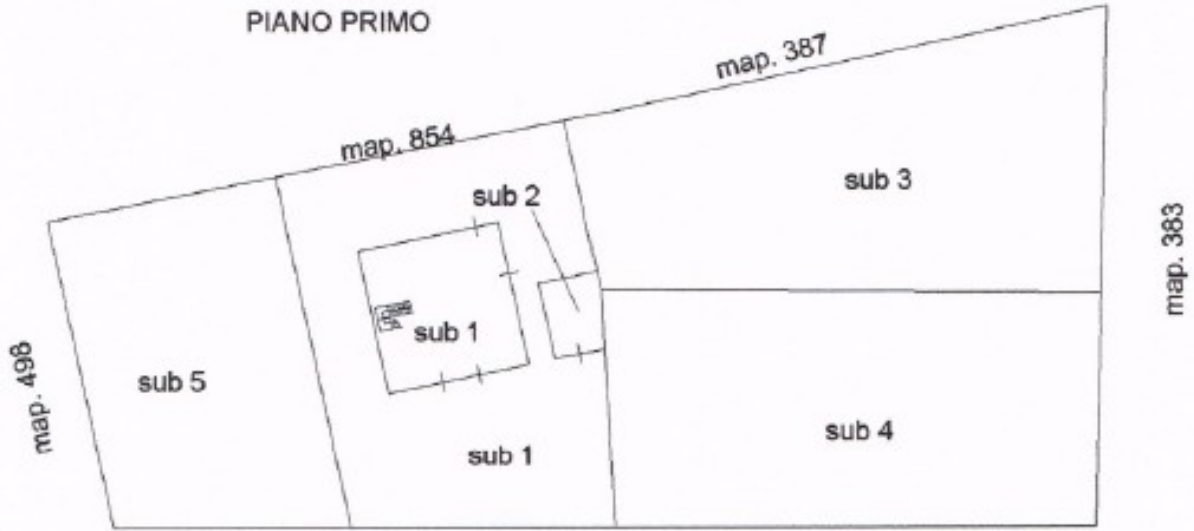 PIANO PRIMO
map. 387
map. 854
sub 3
sub 2
map. 383
sub 1
map. 498
sub 5
sub 4
sub 1